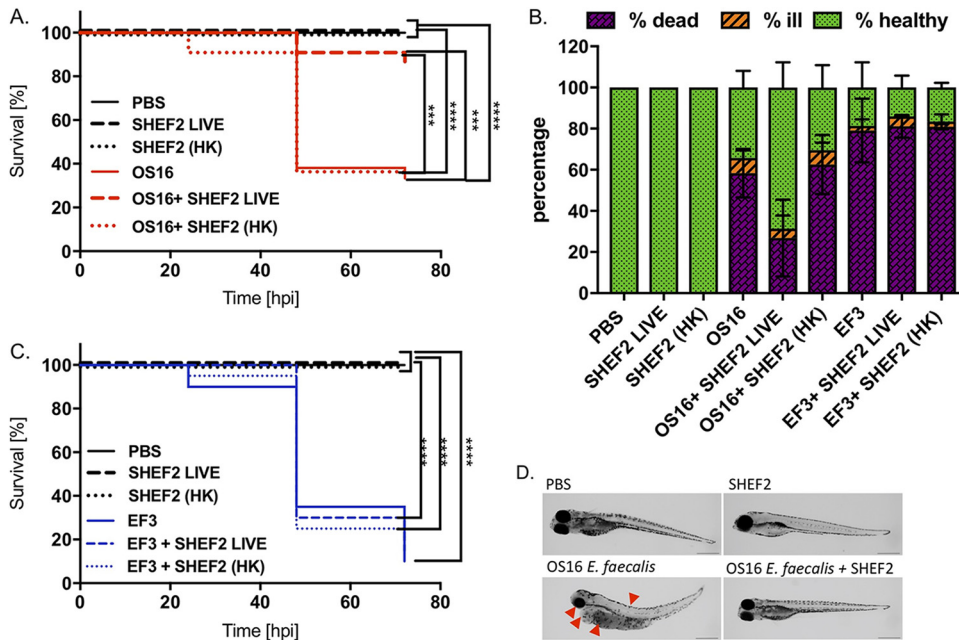 A.
Survival [%]
100
80
60
40
20
0
PBS
SHEF2 LIVE
SHEF2 (HK)
OS16
OS16+ SHEF2 LIVE
OS16+ SHEF2 (HK)
*** **** *** ****
0 20 40 60 80
Time [hpi]
B.
% dead % ill % healthy
percentage
120
100
80
60
40
20
0
PBS
SHEF2 LIVE
SHEF2 (HK)
OS16
OS16+ SHEF2 LIVE
OS16+ SHEF2 (HK)
EF3
EF3+ SHEF2 LIVE
EF3+ SHEF2 (HK)
C.
Survival [%]
100
80
60
40
20
0
PBS
SHEF2 LIVE
SHEF2 (HK)
EF3
EF3 + SHEF2 LIVE
EF3 + SHEF2 (HK)
**** **** ****
0 20 40 60 80
Time [hpi]
D.
PBS SHEF2
OS16 E. faecalis OS16 E. faecalis + SHEF2